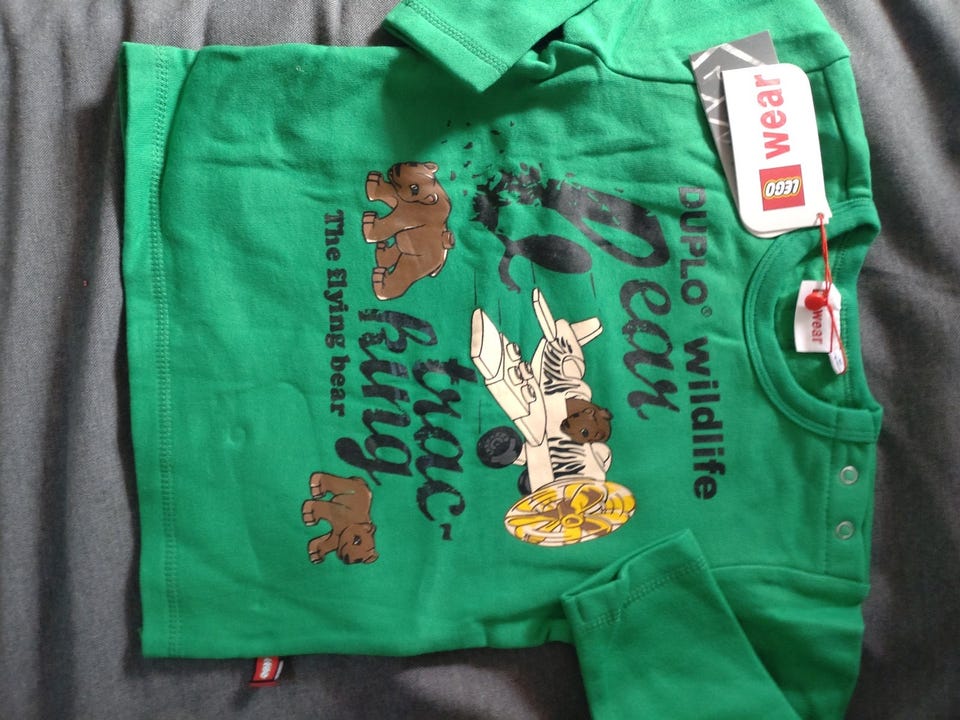 LEGO
wear
wear
DUPLO® wildlife
Bear
trac-
king
The flying bear